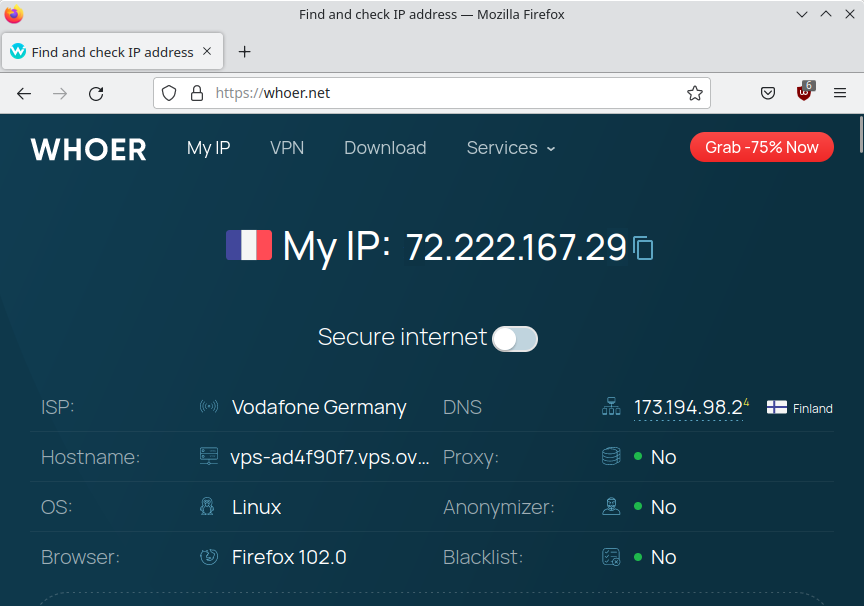 Find and check IP address — Mozilla Firefox
Find and check IP address
https://whoer.net
6
WHOER
My IP
VPN
Download
Services
Grab -75% Now
My IP: 72.222.167.29
Secure internet
ISP: Vodafone Germany
DNS 173.194.98.2 4 Finland
Hostname: vps-ad4f90f7.vps.ov...
Proxy: No
OS: Linux
Anonymizer: No
Browser: Firefox 102.0
Blacklist: No